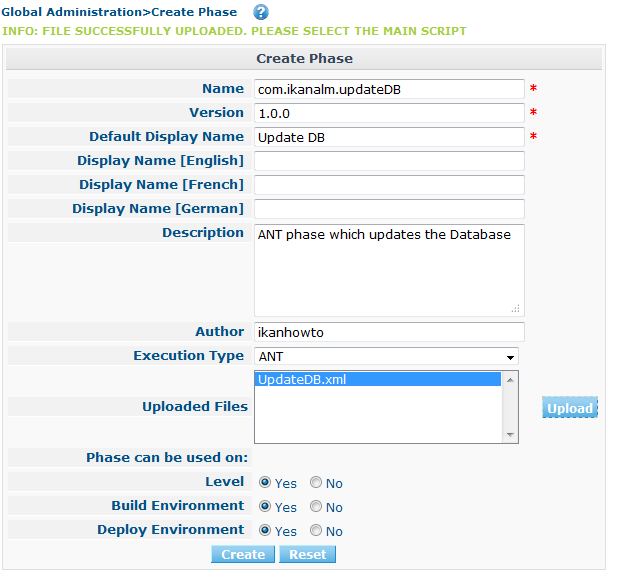 Global Administration>Create Phase ?
INFO: FILE SUCCESSFULLY UPLOADED. PLEASE SELECT THE MAIN SCRIPT
Create Phase
Name com.ikanalm.updateDB *
Version 1.0.0 *
Default Display Name Update DB *
Display Name [English]
Display Name [French]
Display Name [German]
Description ANT phase which updates the Database
Author ikanhowto
Execution Type ANT
UpdateDB.xml
Uploaded Files Upload
Phase can be used on:
Level Yes No
Build Environment Yes No
Deploy Environment Yes No
Create Reset